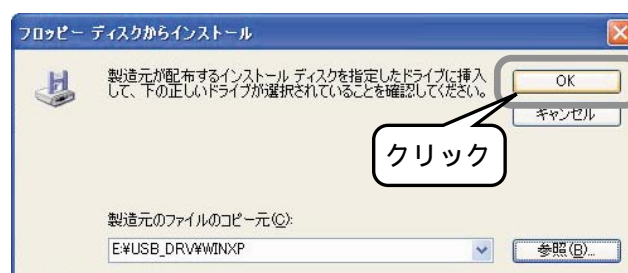 フロッピー ディスクからインストール
製造元が配布するインストール ディスクを指定したドライブに挿入
して、下の正しいドライブが選択されていることを確認してください。
OK
キャンセル
クリック
製造元のファイルのコピー元(C):
E:¥USB_DRV¥WINXP
参照(B)...